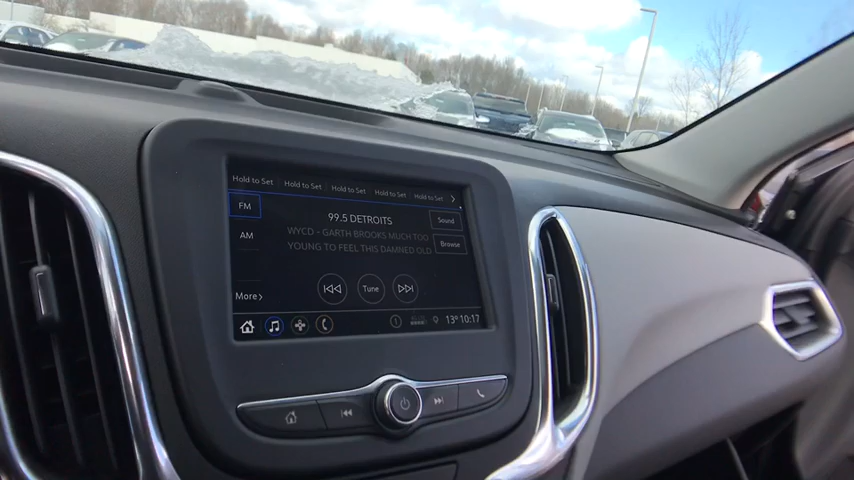 Hold to Set Hold to Set Hold to Set Hold to Set Hold to Set
FM
99.5 DETROITS
Sound
AM
WYCD - GARTH BROOKS MUCH TOO
YOUNG TO FEEL THIS DAMNED OLD
Browse
Tune
More
1
13° 10:17